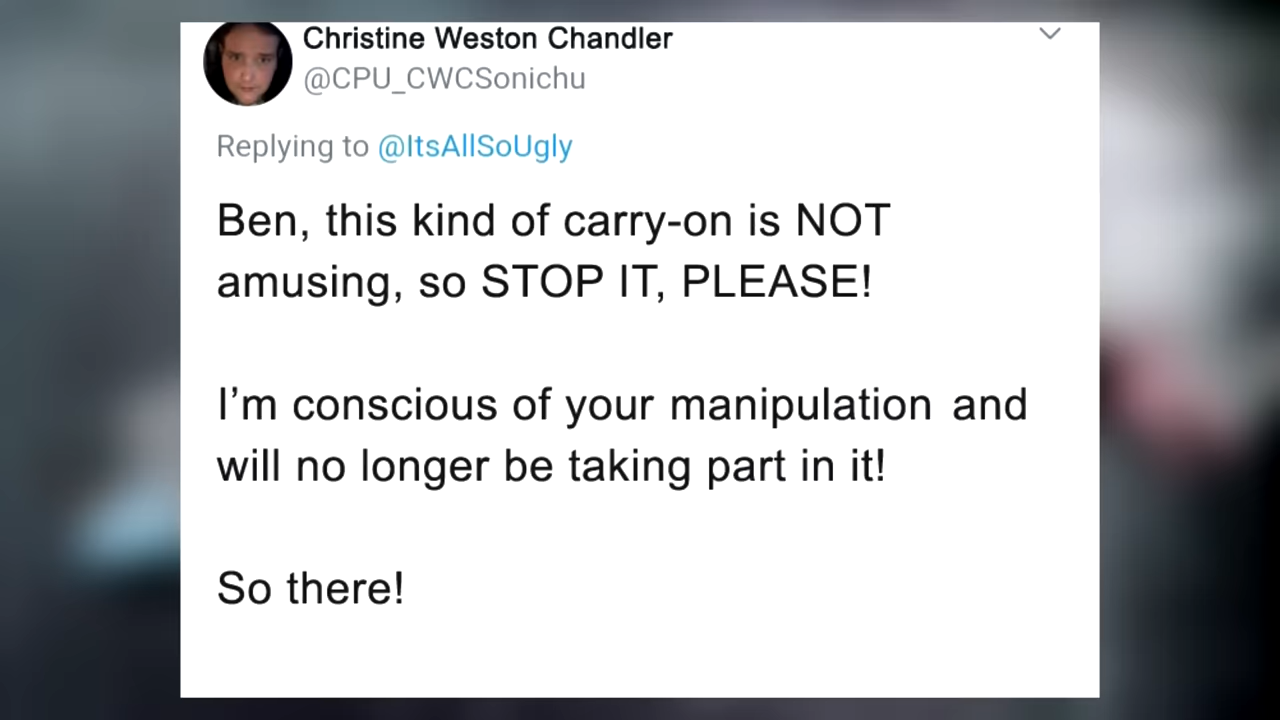 Christine Weston Chandler
@CPU_CWCSonichu
Replying to @ItsAllSoUgly
Ben, this kind of carry-on is NOT
amusing, so STOP IT, PLEASE!
I’m conscious of your manipulation and
will no longer be taking part in it!
So there!